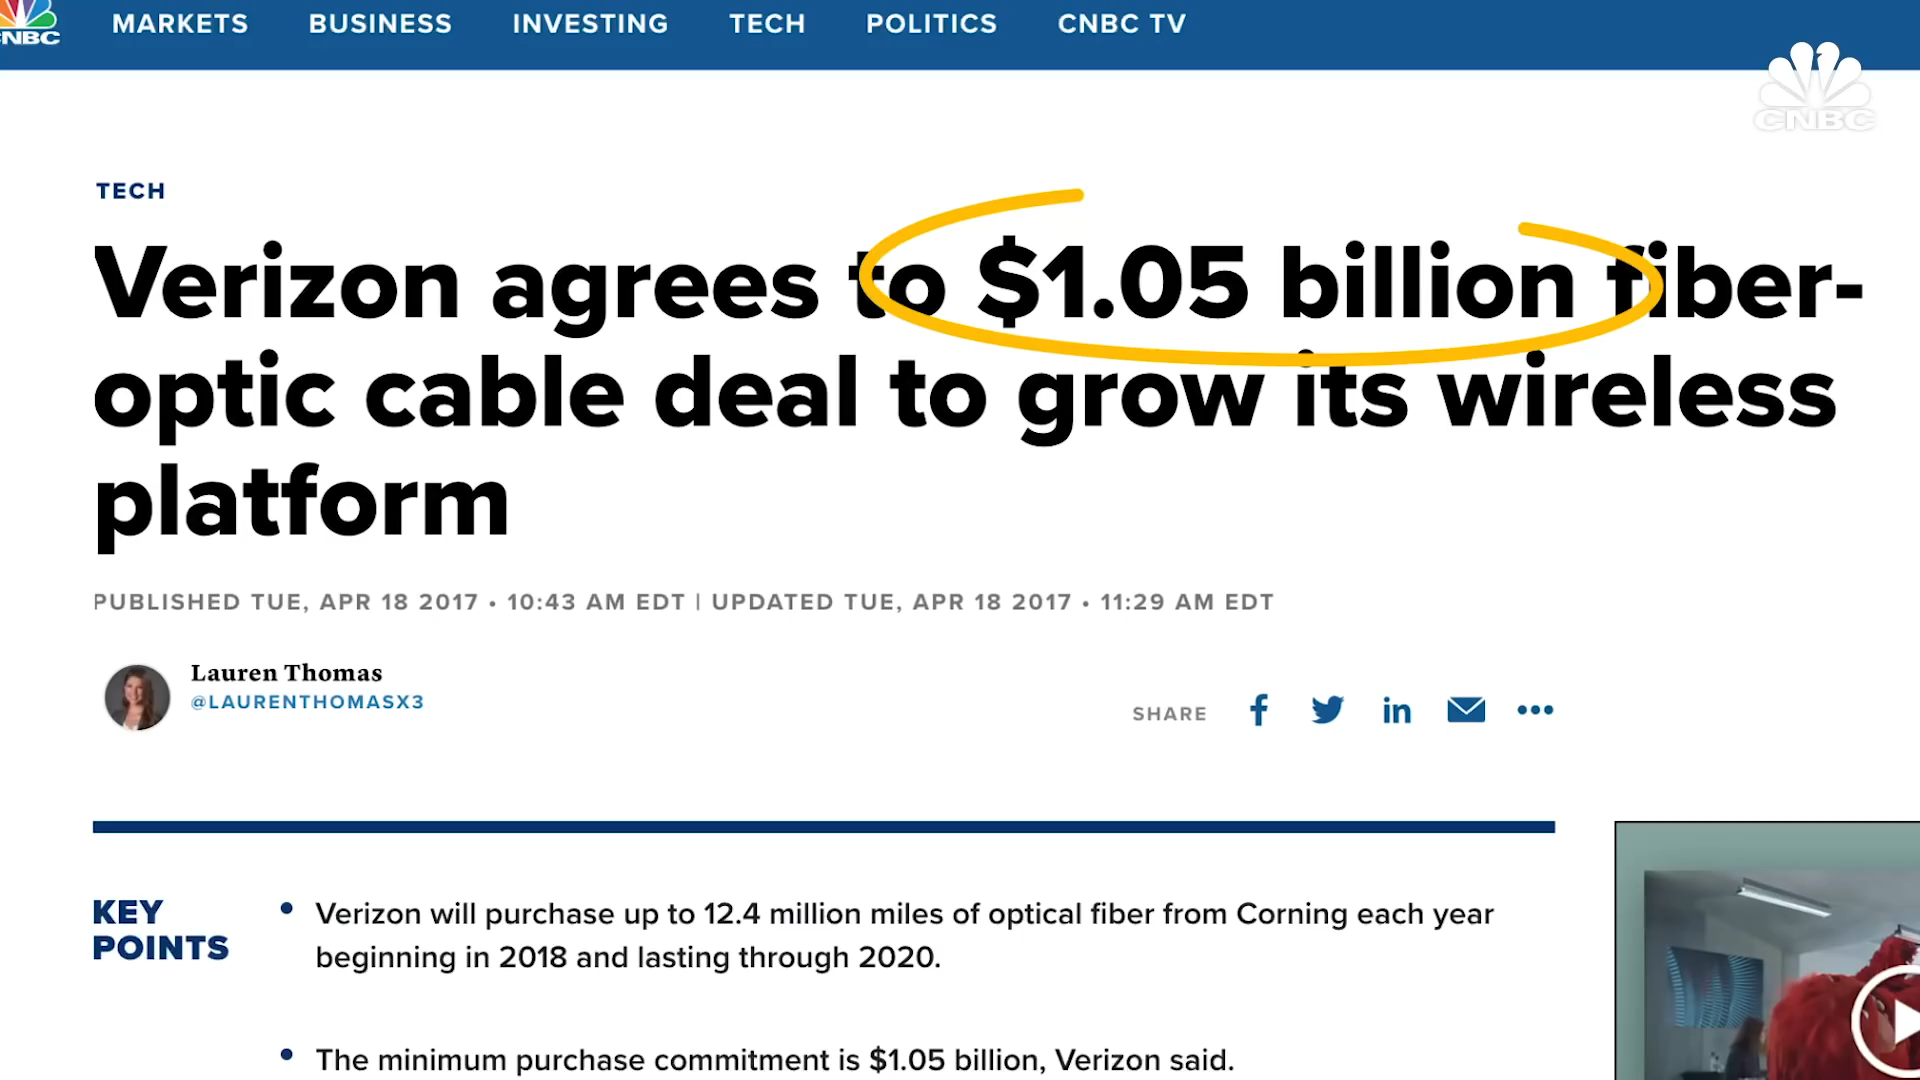 CNBC
MARKETS BUSINESS INVESTING TECH POLITICS CNBC TV
CNBC
TECH
Verizon agrees to $1.05 billion fiber-
optic cable deal to grow its wireless
platform
PUBLISHED TUE, APR 18 2017 • 10:43 AM EDT | UPDATED TUE, APR 18 2017 • 11:29 AM EDT
Lauren Thomas
@LAURENTHOMASX3
SHARE
KEY
POINTS
• Verizon will purchase up to 12.4 million miles of optical fiber from Corning each year
beginning in 2018 and lasting through 2020.
• The minimum purchase commitment is $1.05 billion, Verizon said.